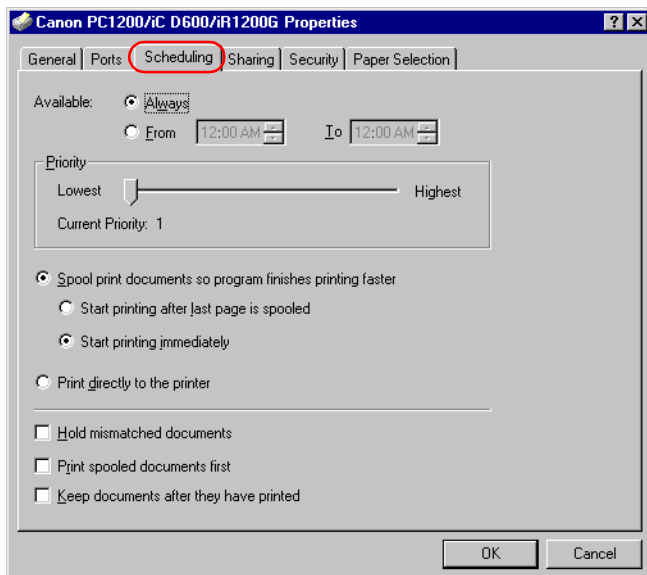 Canon PC1200/iC D600/iR1200G Properties
General Ports Scheduling Sharing Security Paper Selection
Available: Always
From 12:00 AM To 12:00 AM
Priority
Lowest Highest
Current Priority: 1
Spool print documents so program finishes printing faster
Start printing after last page is spooled
Start printing immediately
Print directly to the printer
Hold mismatched documents
Print spooled documents first
Keep documents after they have printed
OK Cancel